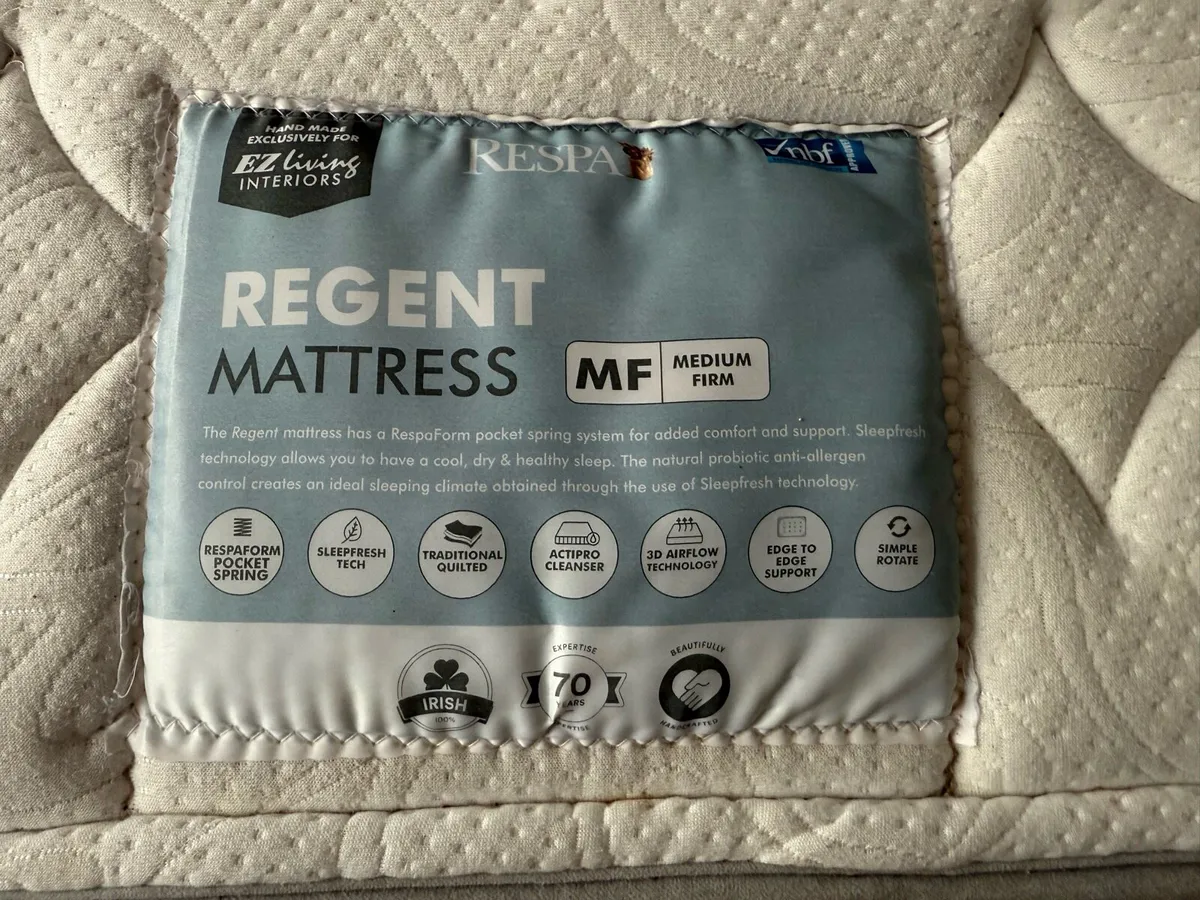 HAND MADE
EXCLUSIVELY FOR
EZ living
INTERIORS
RESPA
nbf
APPROVED
REGENT
MATTRESS
MF
MEDIUM
FIRM
The Regent mattress has a RespaForm pocket spring system for added comfort and support. Sleepfresh
technology allows you to have a cool, dry & healthy sleep. The natural probiotic anti-allergen
control creates an ideal sleeping climate obtained through the use of Sleepfresh technology.
RESPAFORM
POCKET
SPRING
SLEEPFRESH
TECH
TRADITIONAL
QUILTED
ACTIPRO
CLEANSER
3D AIRFLOW
TECHNOLOGY
EDGE TO
EDGE
SUPPORT
SIMPLE
ROTATE
IRISH
100%
EXPERTISE
70
YEARS
EXPERTISE
BEAUTIFULLY
HANDCRAFTED